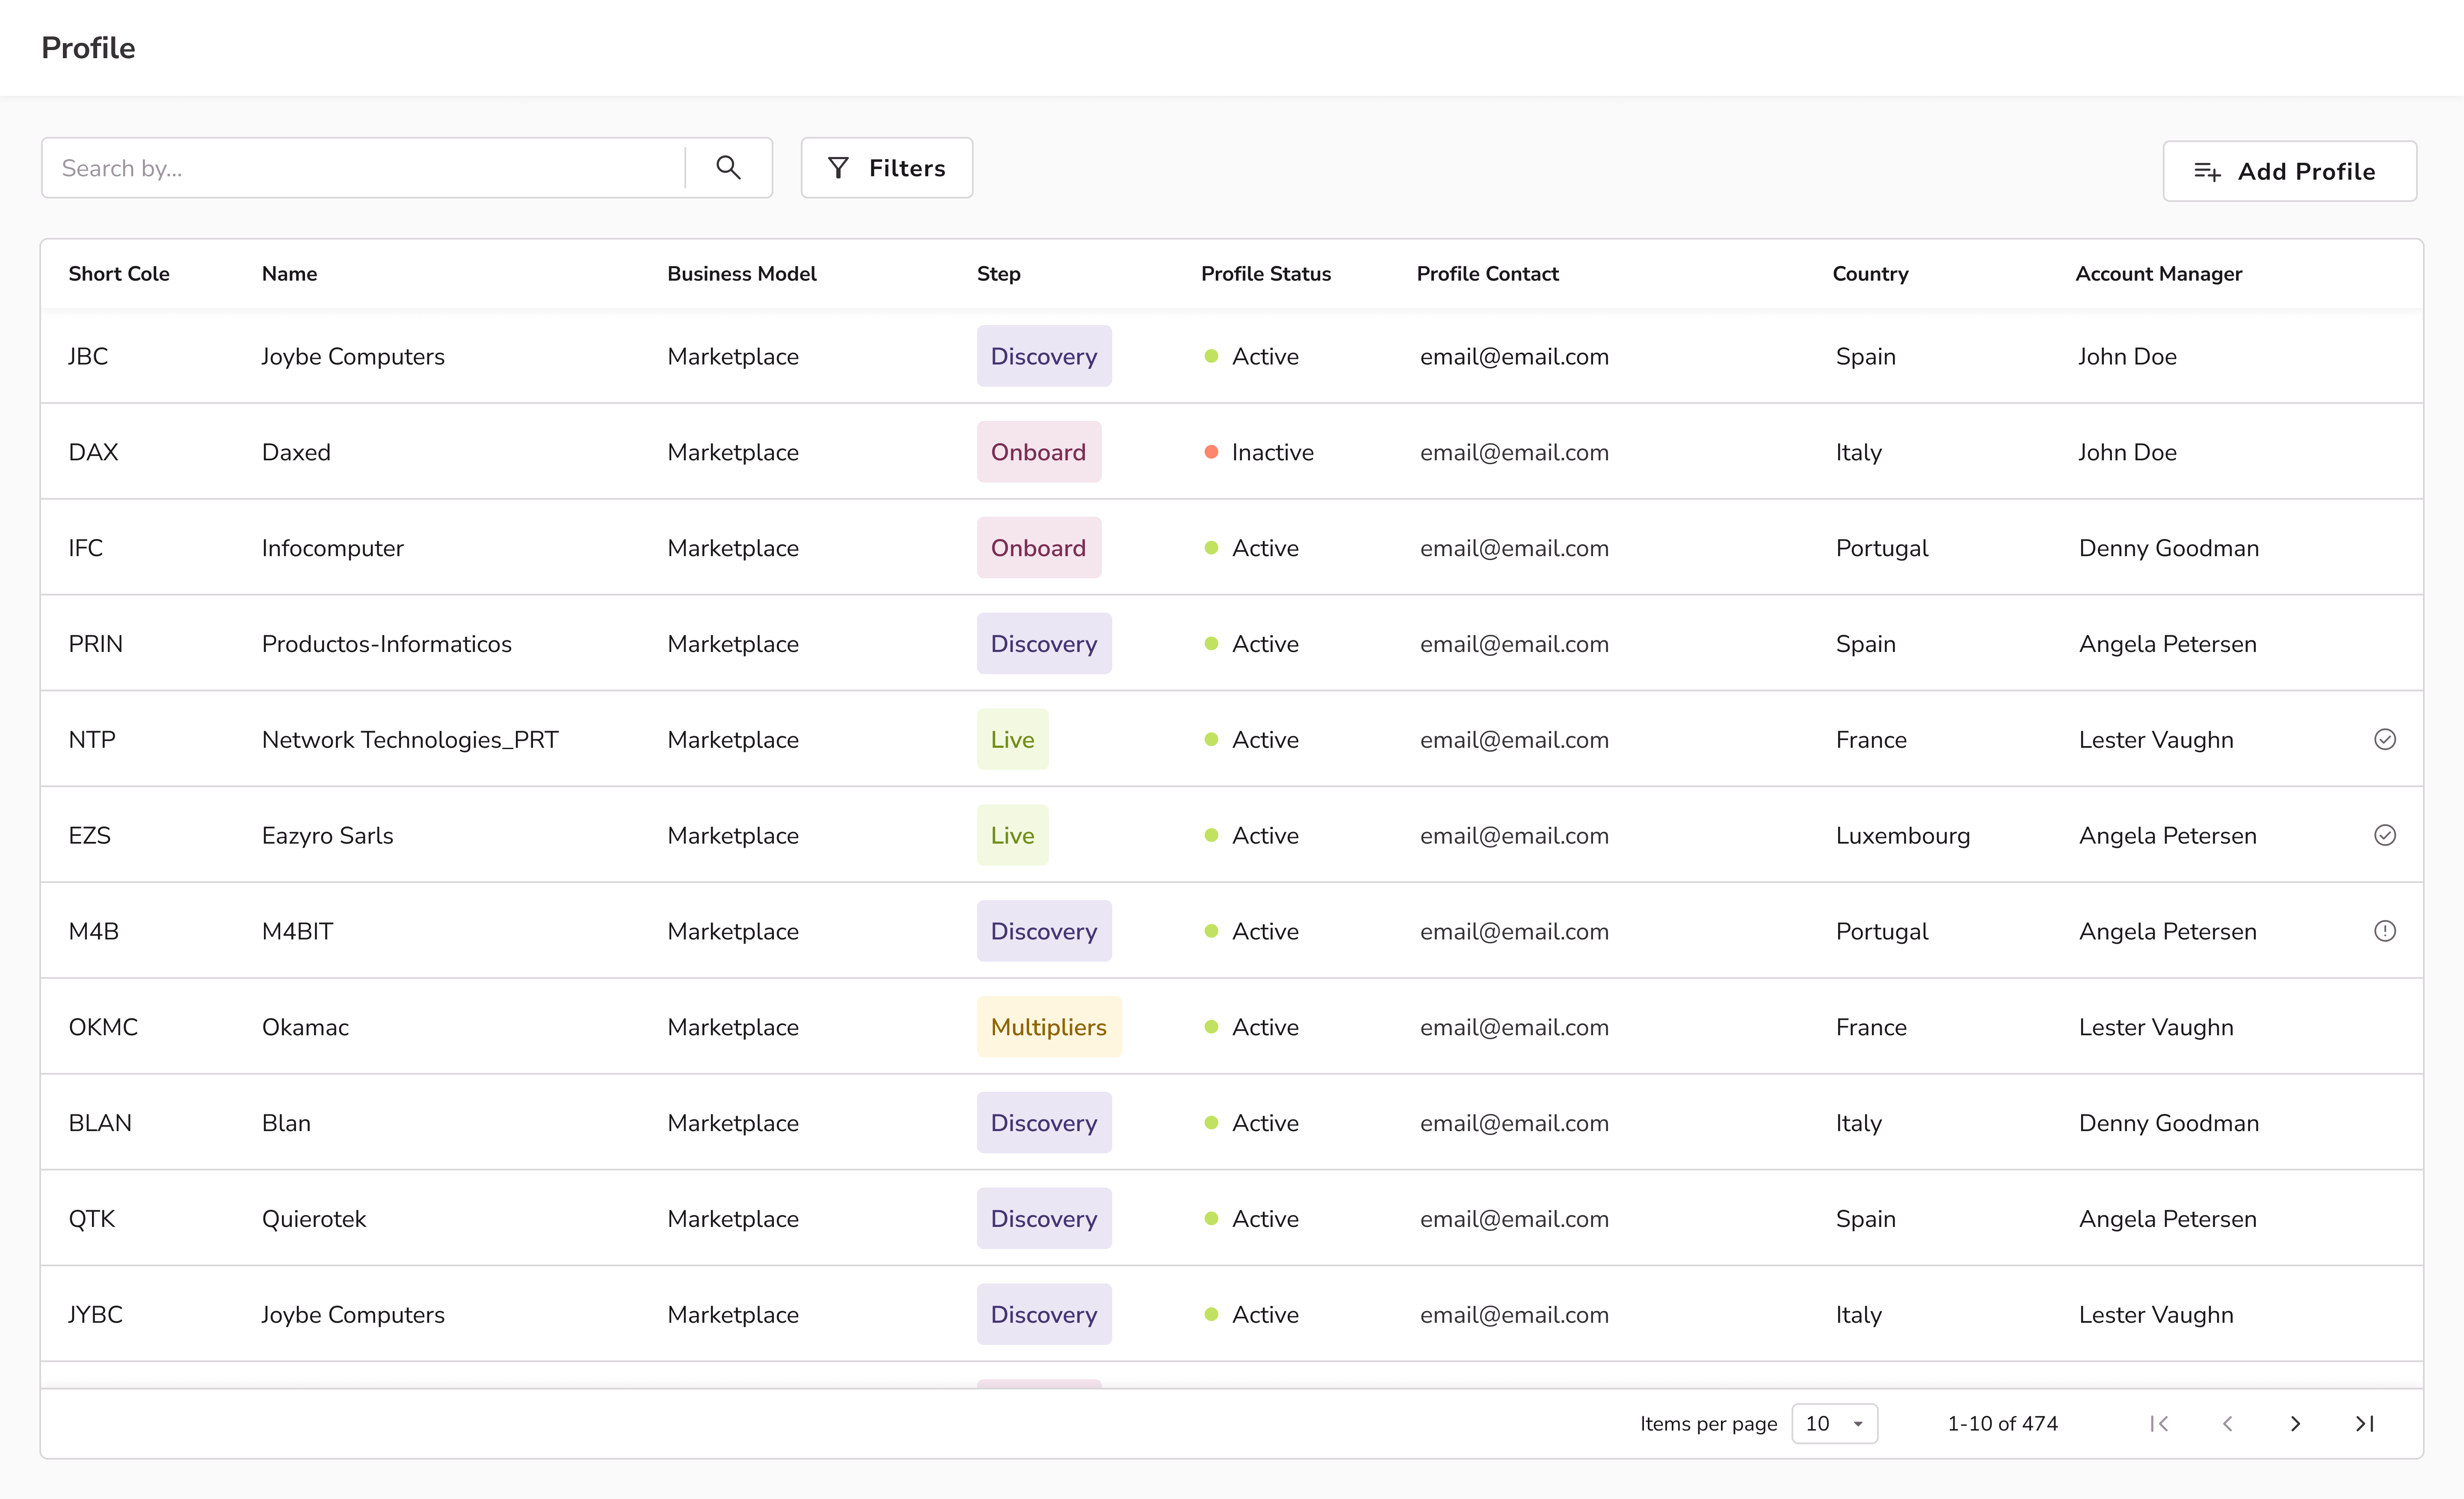 Profile
Search by...
Filters
Add Profile
Short Cole Name Business Model Step Profile Status Profile Contact Country Account Manager
JBC Joybe Computers Marketplace Discovery Active email@email.com Spain John Doe
DAX Daxed Marketplace Onboard Inactive email@email.com Italy John Doe
IFC Infocomputer Marketplace Onboard Active email@email.com Portugal Denny Goodman
PRIN Productos-Informaticos Marketplace Discovery Active email@email.com Spain Angela Petersen
NTP Network Technologies_PRT Marketplace Live Active email@email.com France Lester Vaughn
EZS Eazyro Sarls Marketplace Live Active email@email.com Luxembourg Angela Petersen
M4B M4BIT Marketplace Discovery Active email@email.com Portugal Angela Petersen
OKMC Okamac Marketplace Multipliers Active email@email.com France Lester Vaughn
BLAN Blan Marketplace Discovery Active email@email.com Italy Denny Goodman
QTK Quierotek Marketplace Discovery Active email@email.com Spain Angela Petersen
JYBC Joybe Computers Marketplace Discovery Active email@email.com Italy Lester Vaughn
Items per page 10 1-10 of 474